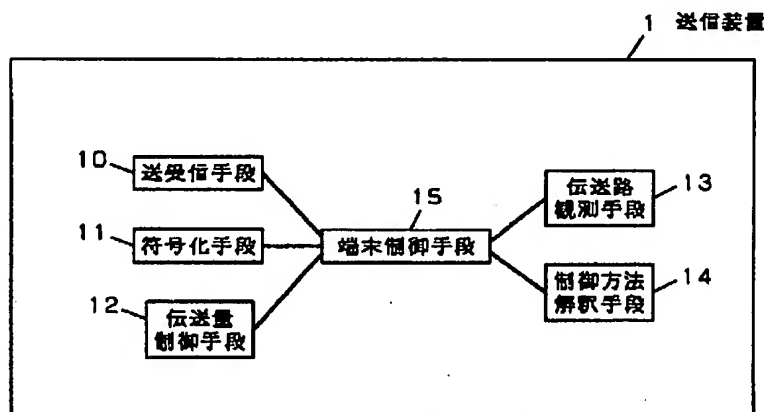 1 送信装置
10 送受信手段
11 符号化手段
12 伝送量
制御手段
15
端末制御手段
伝送路 13
観測手段
制御方法 14
解釈手段